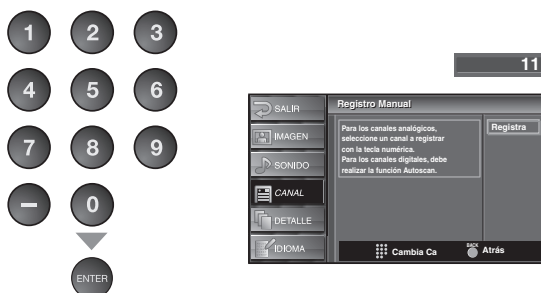 1 2 3
4 5 6
7 8 9
– 0
ENTER
11
SALIR
IMAGEN
SONIDO
CANAL
DETALLE
IDIOMA
Registro Manual
Para los canales analógicos,
seleccione un canal a registrar
con la tecla numérica.
Para los canales digitales, debe
realizar la función Autoscan.
Registra
Cambia Ca
BACK Atrás